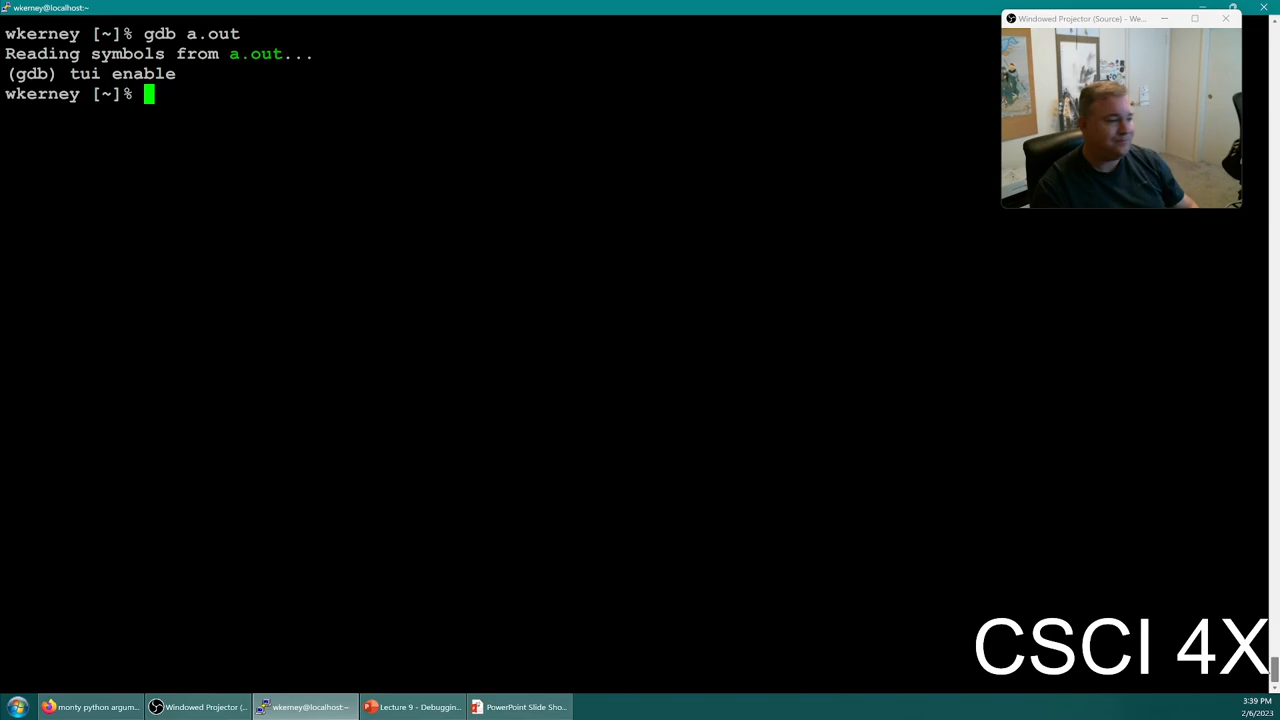 wkerney@localhost:~
wkerney [~]% gdb a.out
Reading symbols from a.out...
(gdb) tui enable
wkerney [~]%
Windowed Projector (Source) - We...
CSCI 4X
monty python argum...
Windowed Projector (...
wkerney@localhost:~
Lecture 9 - Debuggin...
PowerPoint Slide Sho...
3:39 PM
2/6/2023